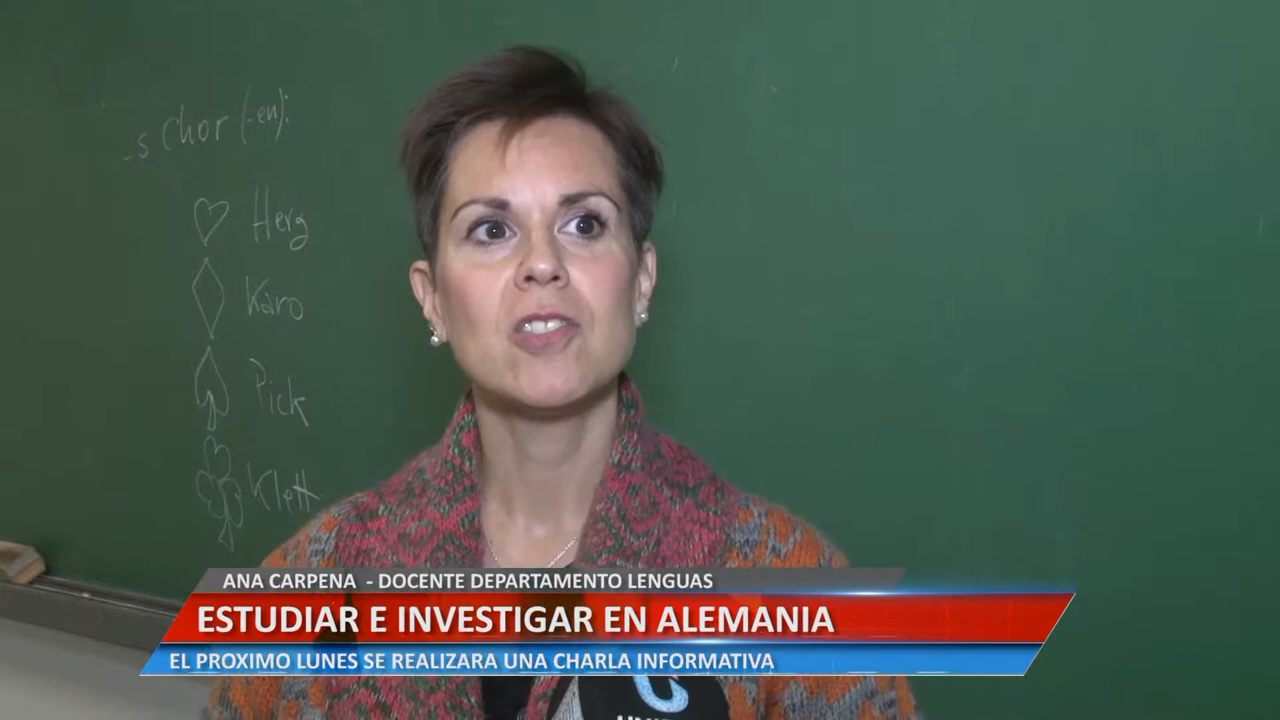 -s Chor (-en):
Herz
Karo
Pick
ANA CARPENA - DOCENTE DEPARTAMENTO LENGUAS
ESTUDIAR E INVESTIGAR EN ALEMANIA
EL PROXIMO LUNES SE REALIZARA UNA CHARLA INFORMATIVA